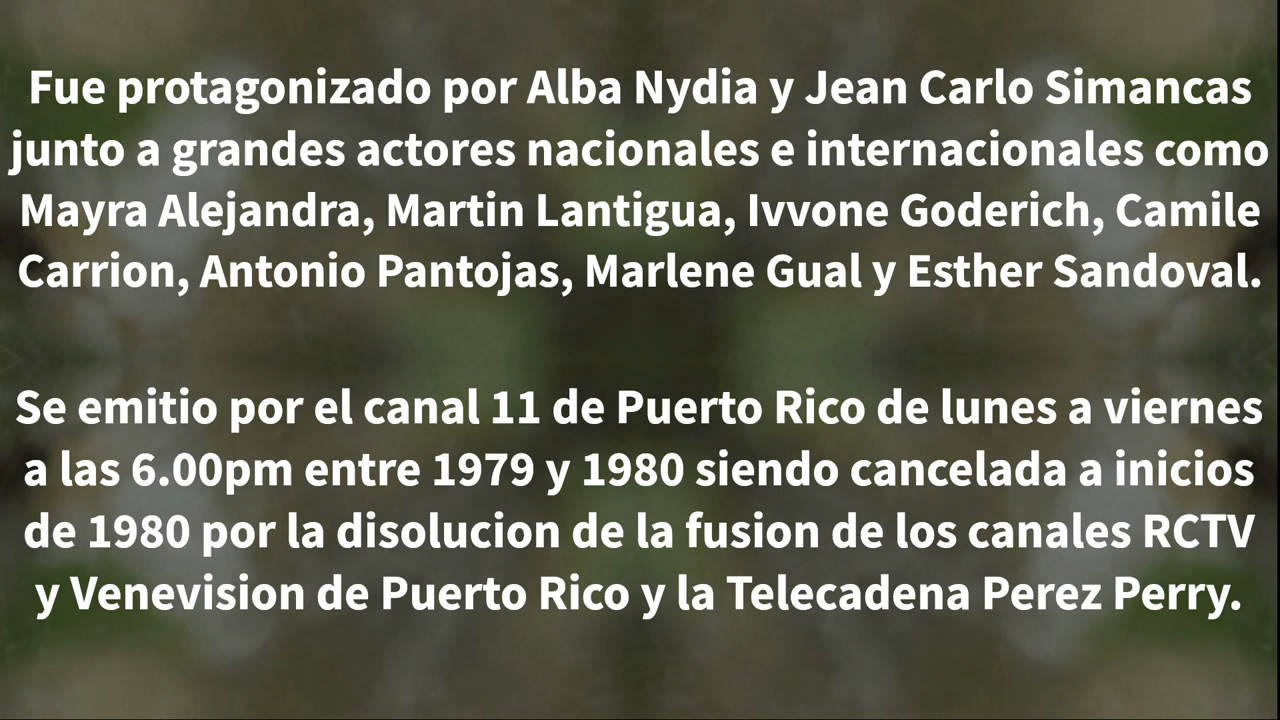 Fue protagonizado por Alba Nydia y Jean Carlo Simancas
junto a grandes actores nacionales e internacionales como
Mayra Alejandra, Martin Lantigua, Ivvone Goderich, Camile
Carrion, Antonio Pantojas, Marlene Gual y Esther Sandoval.
Se emitio por el canal 11 de Puerto Rico de lunes a viernes
a las 6.00pm entre 1979 y 1980 siendo cancelada a inicios
de 1980 por la disolucion de la fusion de los canales RCTV
y Venevision de Puerto Rico y la Telecadena Perez Perry.